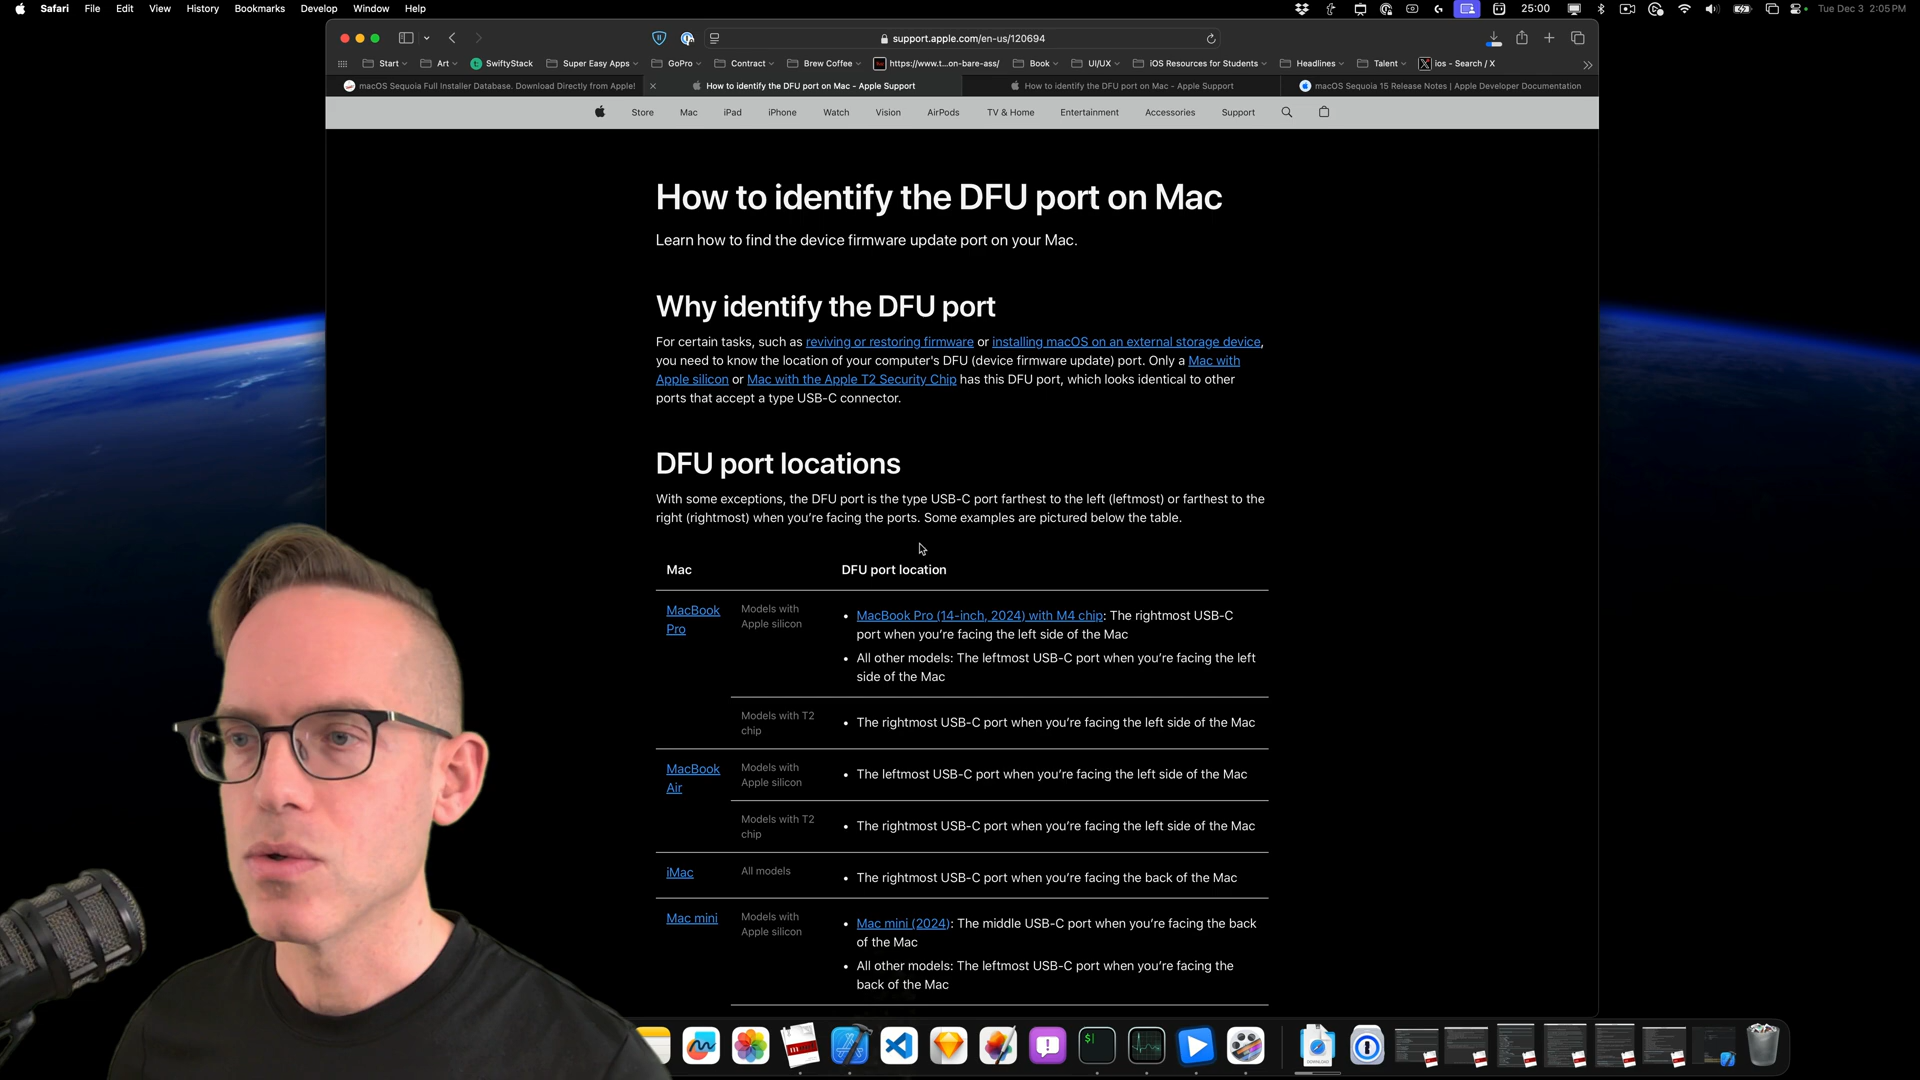 Safari File Edit View History Bookmarks Develop Window Help
25:00
Tue Dec 3 2:05 PM
support.apple.com/en-us/120694
Start Art SwiftyStack Super Easy Apps GoPro Contract Brew Coffee https://www.t...on-bare-ass/ Book UI/UX iOS Resources for Students Headlines Talent ios - Search / X
macOS Sequoia Full Installer Database. Download Directly from Apple!
How to identify the DFU port on Mac - Apple Support
How to identify the DFU port on Mac - Apple Support
macOS Sequoia 15 Release Notes | Apple Developer Documentation
Store Mac iPad iPhone Watch Vision AirPods TV & Home Entertainment Accessories Support
How to identify the DFU port on Mac
Learn how to find the device firmware update port on your Mac.
Why identify the DFU port
For certain tasks, such as reviving or restoring firmware or installing macOS on an external storage device,
you need to know the location of your computer's DFU (device firmware update) port. Only a Mac with
Apple silicon or Mac with the Apple T2 Security Chip has this DFU port, which looks identical to other
ports that accept a type USB-C connector.
DFU port locations
With some exceptions, the DFU port is the type USB-C port farthest to the left (leftmost) or farthest to the
right (rightmost) when you're facing the ports. Some examples are pictured below the table.
Mac
DFU port location
MacBook
Pro
Models with
Apple silicon
• MacBook Pro (14-inch, 2024) with M4 chip: The rightmost USB-C
port when you're facing the left side of the Mac
• All other models: The leftmost USB-C port when you're facing the left
side of the Mac
Models with T2
chip
• The rightmost USB-C port when you're facing the left side of the Mac
MacBook
Air
Models with
Apple silicon
• The leftmost USB-C port when you're facing the left side of the Mac
Models with T2
chip
• The rightmost USB-C port when you're facing the left side of the Mac
iMac
All models
• The rightmost USB-C port when you're facing the back of the Mac
Mac mini
Models with
Apple silicon
• Mac mini (2024): The middle USB-C port when you're facing the back
of the Mac
• All other models: The leftmost USB-C port when you're facing the
back of the Mac